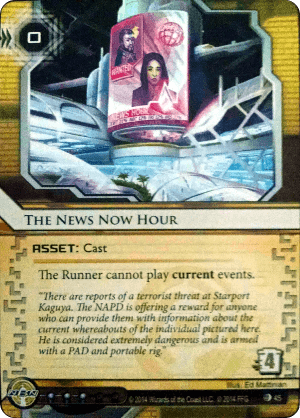 0
WANTED
THE NEWS NOW HOUR
ASSET: Cast
The Runner cannot play current events.
"There are reports of a terrorist threat at Starport
Kaguya. The NAPD is offering a reward for anyone
who can provide them with information about the
current whereabouts of the individual pictured here.
He is considered extremely dangerous and is armed
with a PAD and portable rig."
4
Illus. Ed Mattinian
© 2014 Wizards of the Coast LLC. © 2014 FFG
45